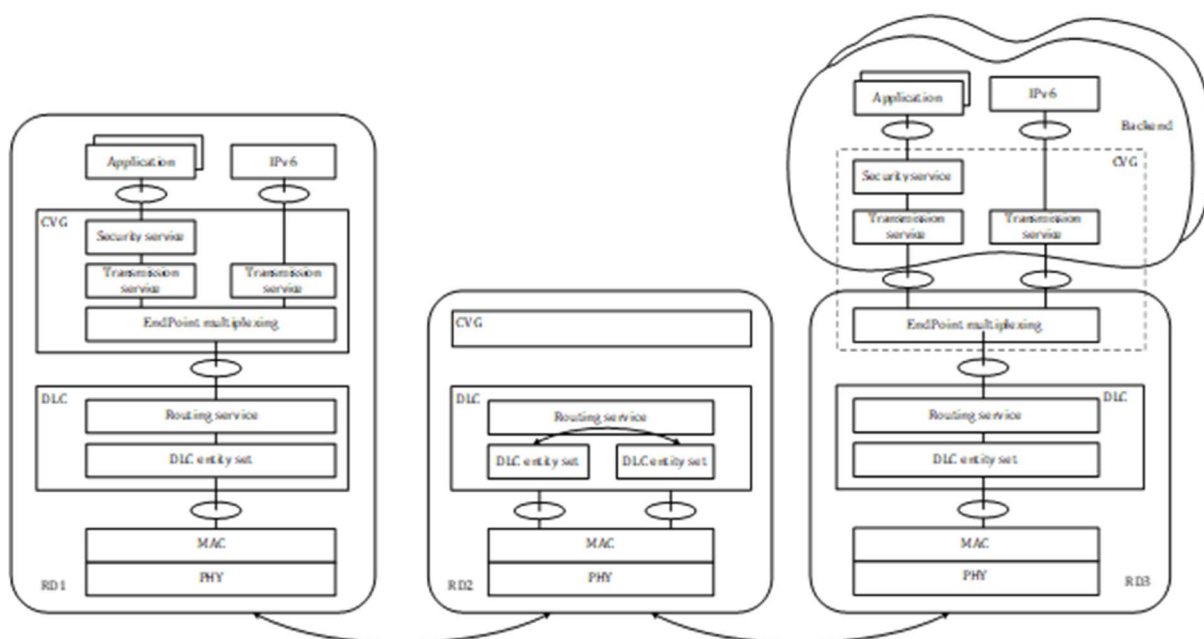 Application
IPv6
CVG
Security service
Transmission
service
Transmission
service
EndPoint multiplexing
DLC
Routing service
DLC entity set
MAC
PHY
RD1
CVG
DLC
Routing service
DLC entity set
DLC entity set
MAC
PHY
RD2
Application
IPv6
Backend
CVG
Security service
Transmission
service
Transmission
service
EndPoint multiplexing
DLC
Routing service
DLC entity set
MAC
PHY
RD3